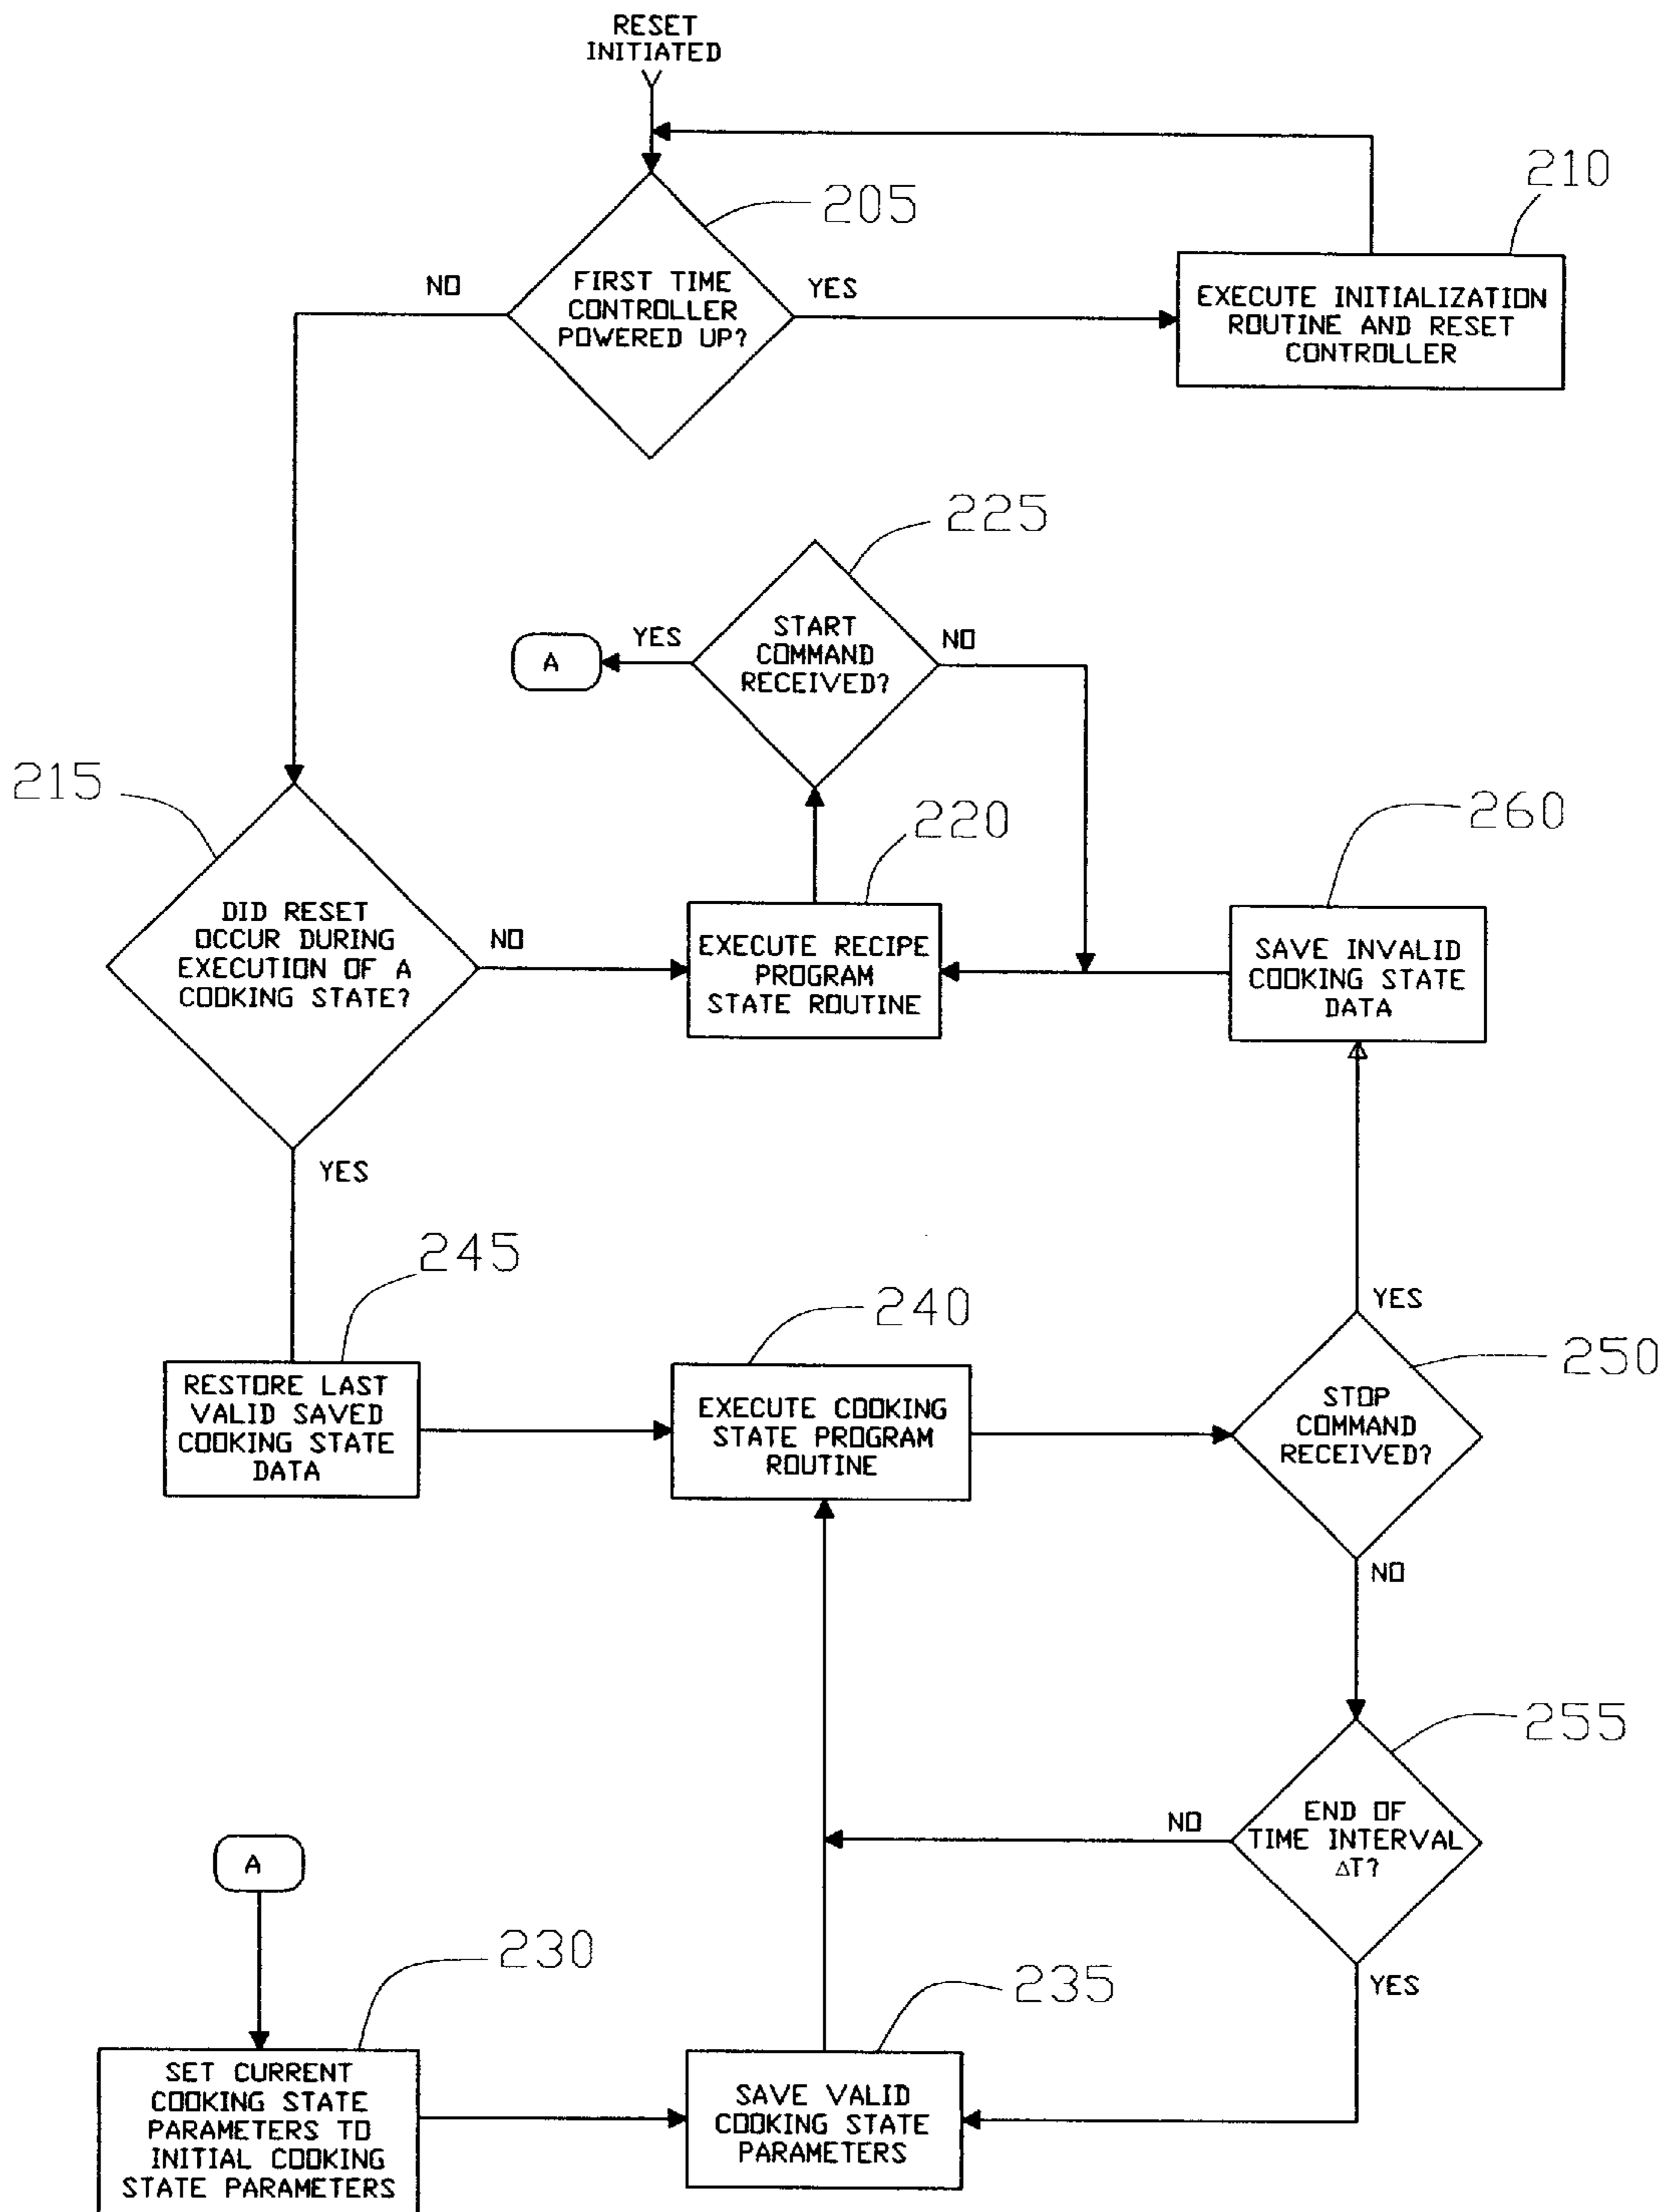 RESET
INITIATED
205
210
NO
FIRST TIME
CONTROLLER
POWERED UP?
YES
EXECUTE INITIALIZATION
ROUTINE AND RESET
CONTROLLER
225
A
YES
START
COMMAND
RECEIVED?
NO
215
220
260
DID RESET
OCCUR DURING
EXECUTION OF A
COOKING STATE?
NO
EXECUTE RECIPE
PROGRAM
STATE ROUTINE
SAVE INVALID
COOKING STATE
DATA
YES
245
240
YES
250
RESTORE LAST
VALID SAVED
COOKING STATE
DATA
EXECUTE COOKING
STATE PROGRAM
ROUTINE
STOP
COMMAND
RECEIVED?
NO
255
NO
END OF
TIME INTERVAL
ΔT?
A
230
235
YES
SET CURRENT
COOKING STATE
PARAMETERS TO
INITIAL COOKING
STATE PARAMETERS
SAVE VALID
COOKING STATE
PARAMETERS